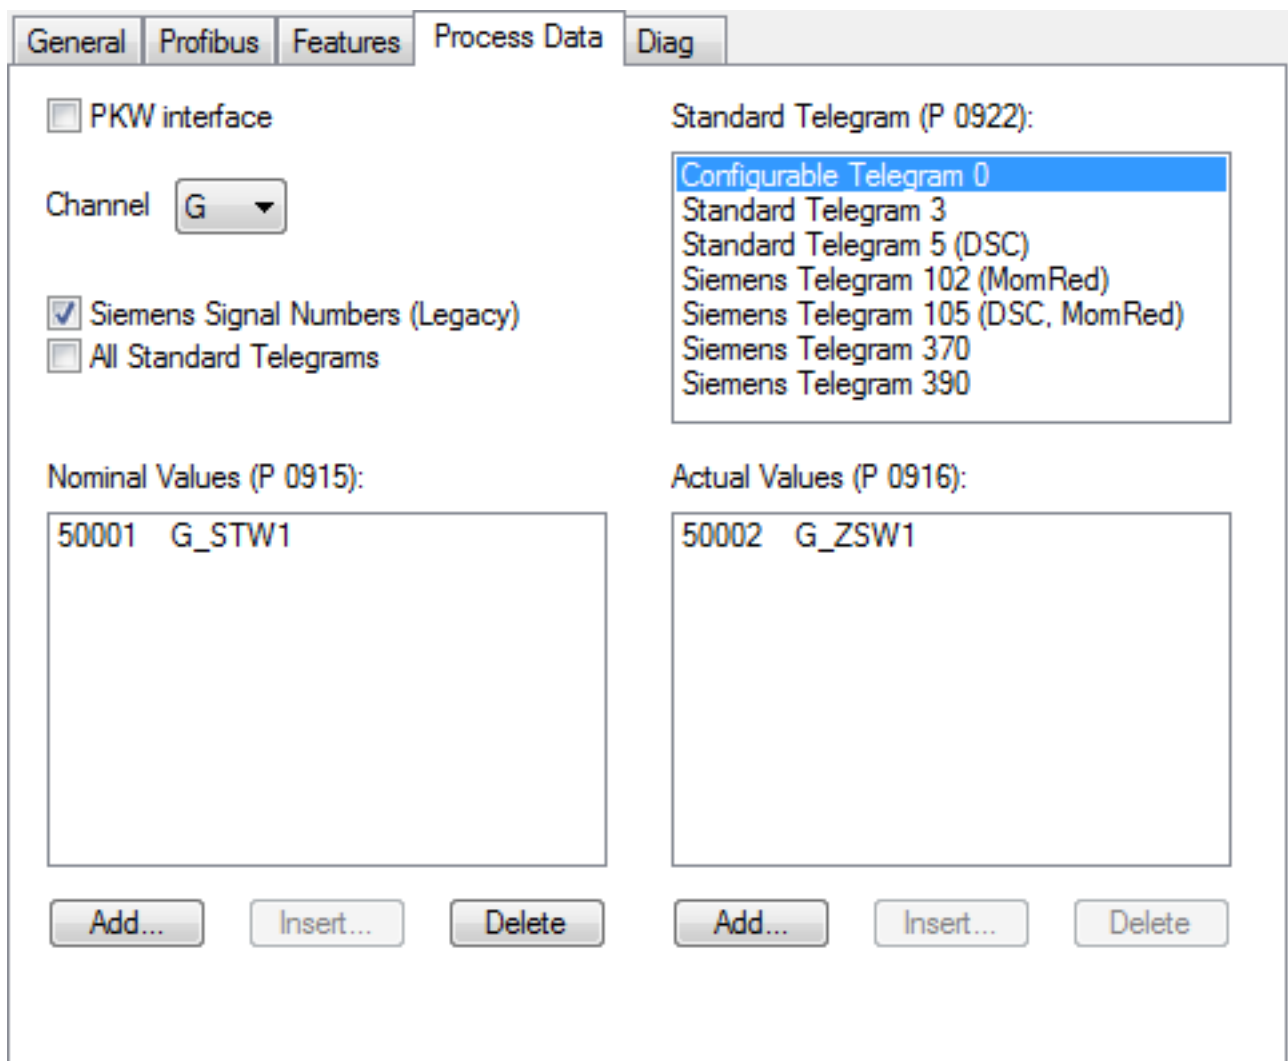 General Profibus Features Process Data Diag
PKW interface
Standard Telegram (P 0922):
Channel G
Configurable Telegram 0
Standard Telegram 3
Standard Telegram 5 (DSC)
Siemens Telegram 102 (MomRed)
Siemens Telegram 105 (DSC, MomRed)
Siemens Telegram 370
Siemens Telegram 390
Siemens Signal Numbers (Legacy)
All Standard Telegrams
Nominal Values (P 0915):
50001 G_STW1
Add... Insert... Delete
Actual Values (P 0916):
50002 G_ZSW1
Add... Insert... Delete